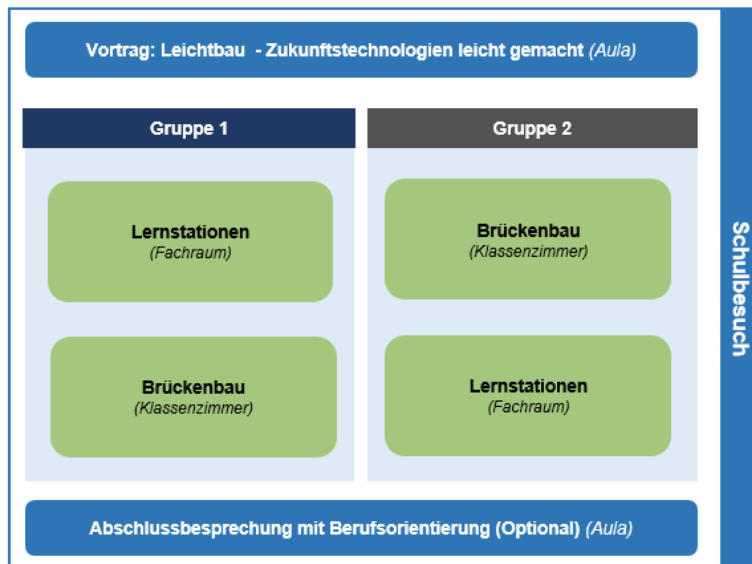 Vortrag: Leichtbau - Zukunftstechnologien leicht gemacht (Aula)
Gruppe 1
Gruppe 2
Lernstationen
(Fachraum)
Brückenbau
(Klassenzimmer)
Brückenbau
(Klassenzimmer)
Lernstationen
(Fachraum)
Abschlussbesprechung mit Berufsorientierung (Optional) (Aula)
Schulbesuch